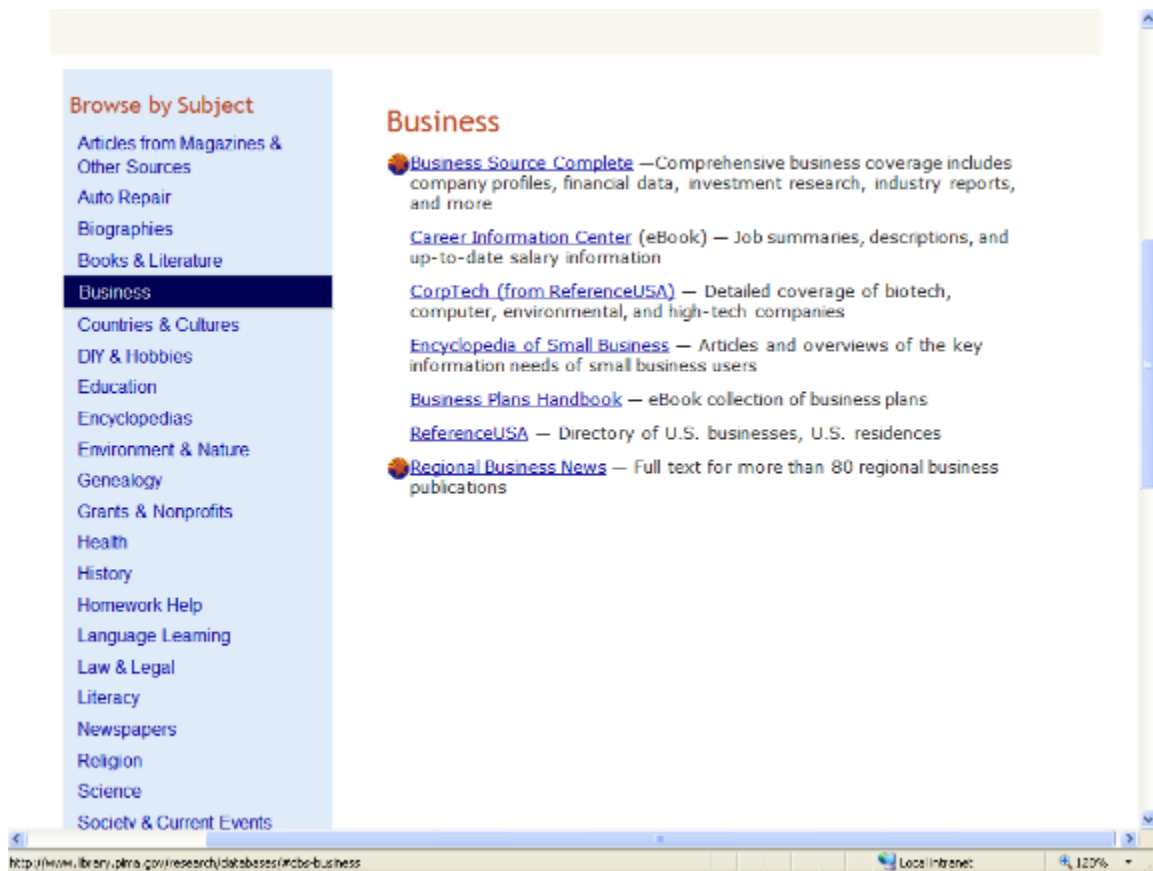 Browse by Subject
Articles from Magazines &
Other Sources
Auto Repair
Biographies
Books & Literature
Business
Countries & Cultures
DIY & Hobbies
Education
Encyclopedias
Environment & Nature
Genealogy
Grants & Nonprofits
Health
History
Homework Help
Language Learning
Law & Legal
Literacy
Newspapers
Religion
Science
Society & Current Events
Business
Business Source Complete —Comprehensive business coverage includes
company profiles, financial data, investment research, industry reports,
and more
Career Information Center (eBook) — Job summaries, descriptions, and
up-to-date salary information
CorpTech (from ReferenceUSA) — Detailed coverage of biotech,
computer, environmental, and high-tech companies
Encyclopedia of Small Business — Articles and overviews of the key
information needs of small business users
Business Plans Handbook — eBook collection of business plans
ReferenceUSA — Directory of U.S. businesses, U.S. residences
Regional Business News — Full text for more than 80 regional business
publications
http://www.library.pima.gov/research/databases/#cbs-business
Local intranet
120%